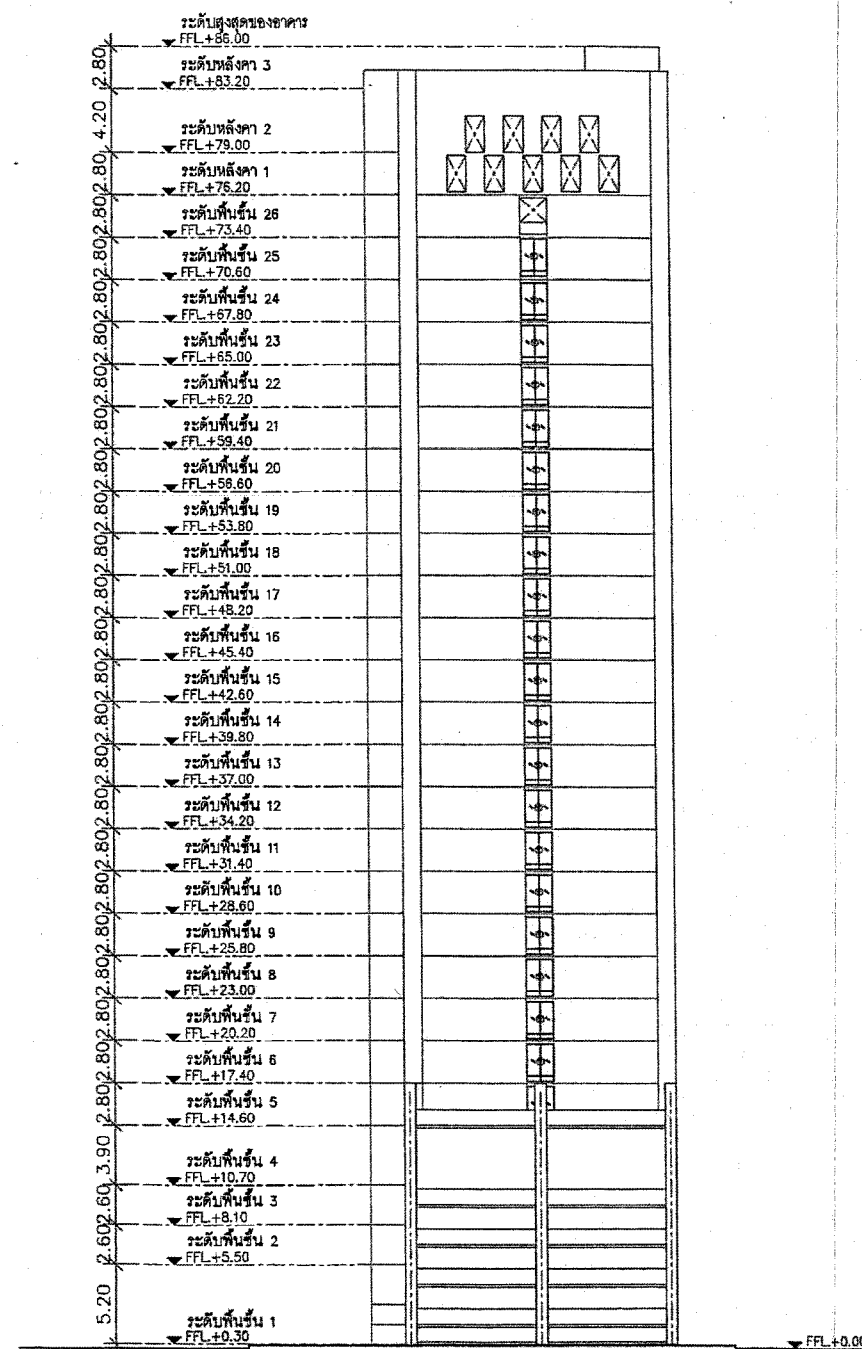 ระดับสูงสุดของอาคาร
FFL.+86.00
2.80
ระดับหลังคา 3
FFL.+83.20
4.20
ระดับหลังคา 2
FFL.+79.00
2.80
ระดับหลังคา 1
FFL.+76.20
2.80
ระดับพื้นชั้น 26
FFL.+73.40
2.80
ระดับพื้นชั้น 25
FFL.+70.60
2.80
ระดับพื้นชั้น 24
FFL.+67.80
2.80
ระดับพื้นชั้น 23
FFL.+65.00
2.80
ระดับพื้นชั้น 22
FFL.+62.20
2.80
ระดับพื้นชั้น 21
FFL.+59.40
2.80
ระดับพื้นชั้น 20
FFL.+56.60
2.80
ระดับพื้นชั้น 19
FFL.+53.80
2.80
ระดับพื้นชั้น 18
FFL.+51.00
2.80
ระดับพื้นชั้น 17
FFL.+48.20
2.80
ระดับพื้นชั้น 16
FFL.+45.40
2.80
ระดับพื้นชั้น 15
FFL.+42.60
2.80
ระดับพื้นชั้น 14
FFL.+39.80
2.80
ระดับพื้นชั้น 13
FFL.+37.00
2.80
ระดับพื้นชั้น 12
FFL.+34.20
2.80
ระดับพื้นชั้น 11
FFL.+31.40
2.80
ระดับพื้นชั้น 10
FFL.+28.60
2.80
ระดับพื้นชั้น 9
FFL.+25.80
2.80
ระดับพื้นชั้น 8
FFL.+23.00
2.80
ระดับพื้นชั้น 7
FFL.+20.20
2.80
ระดับพื้นชั้น 6
FFL.+17.40
2.80
ระดับพื้นชั้น 5
FFL.+14.60
3.90
ระดับพื้นชั้น 4
FFL.+10.70
2.60
ระดับพื้นชั้น 3
FFL.+8.10
2.60
ระดับพื้นชั้น 2
FFL.+5.50
5.20
ระดับพื้นชั้น 1
FFL.+0.30
FFL.+0.00